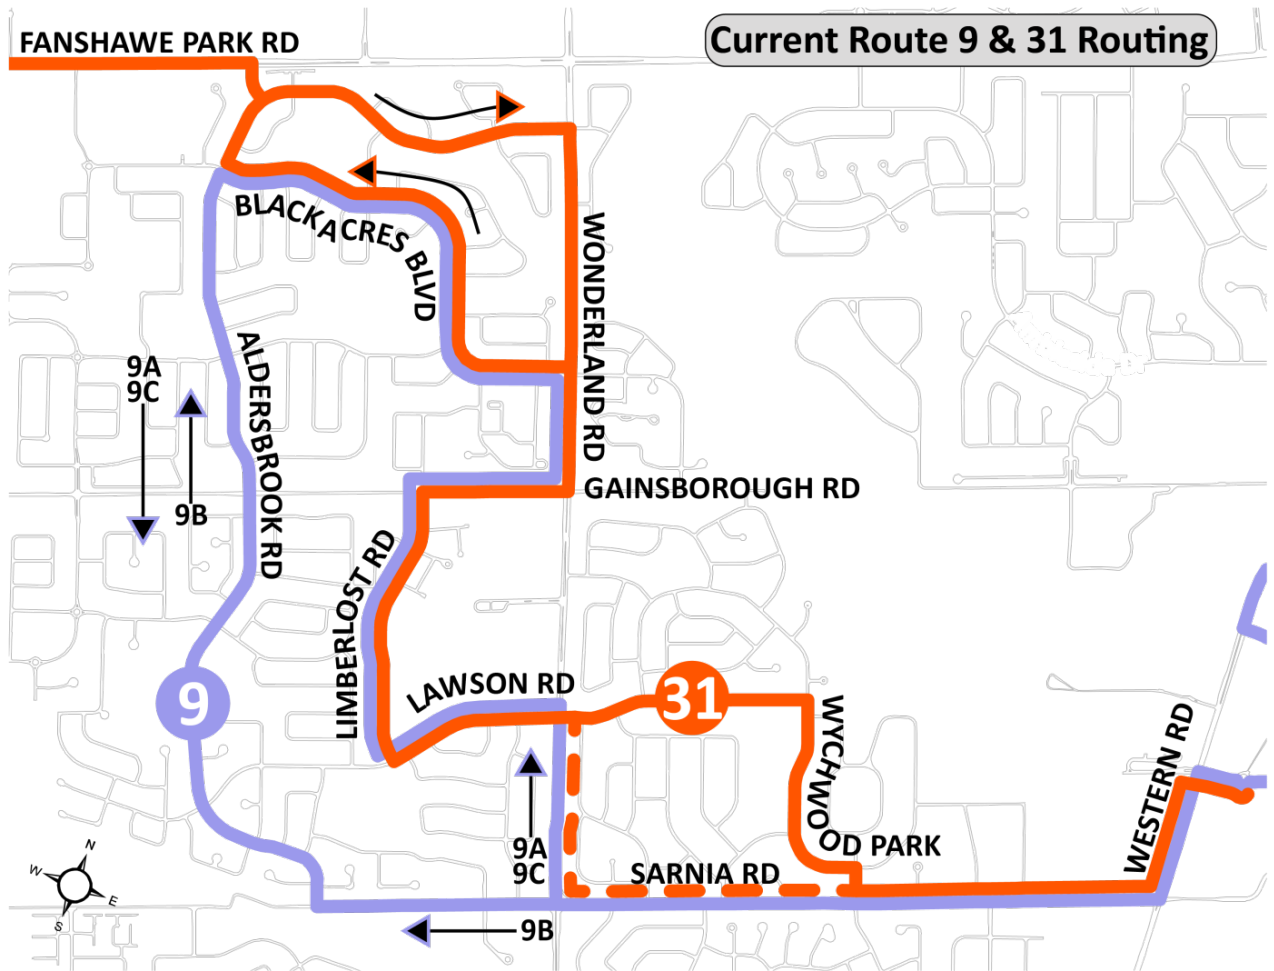 FANSHAWE PARK RD
Current Route 9 & 31 Routing
BLACKACRES BLVD
WONDERLAND RD
ALDERSBROOK RD
9A
9C
9B
GAINSBOROUGH RD
LIMBERLOST RD
9
LAWSON RD
31
WYCHWOOD PARK
WESTERN RD
9A
9C
SARNIA RD
9B
N
W
E
S